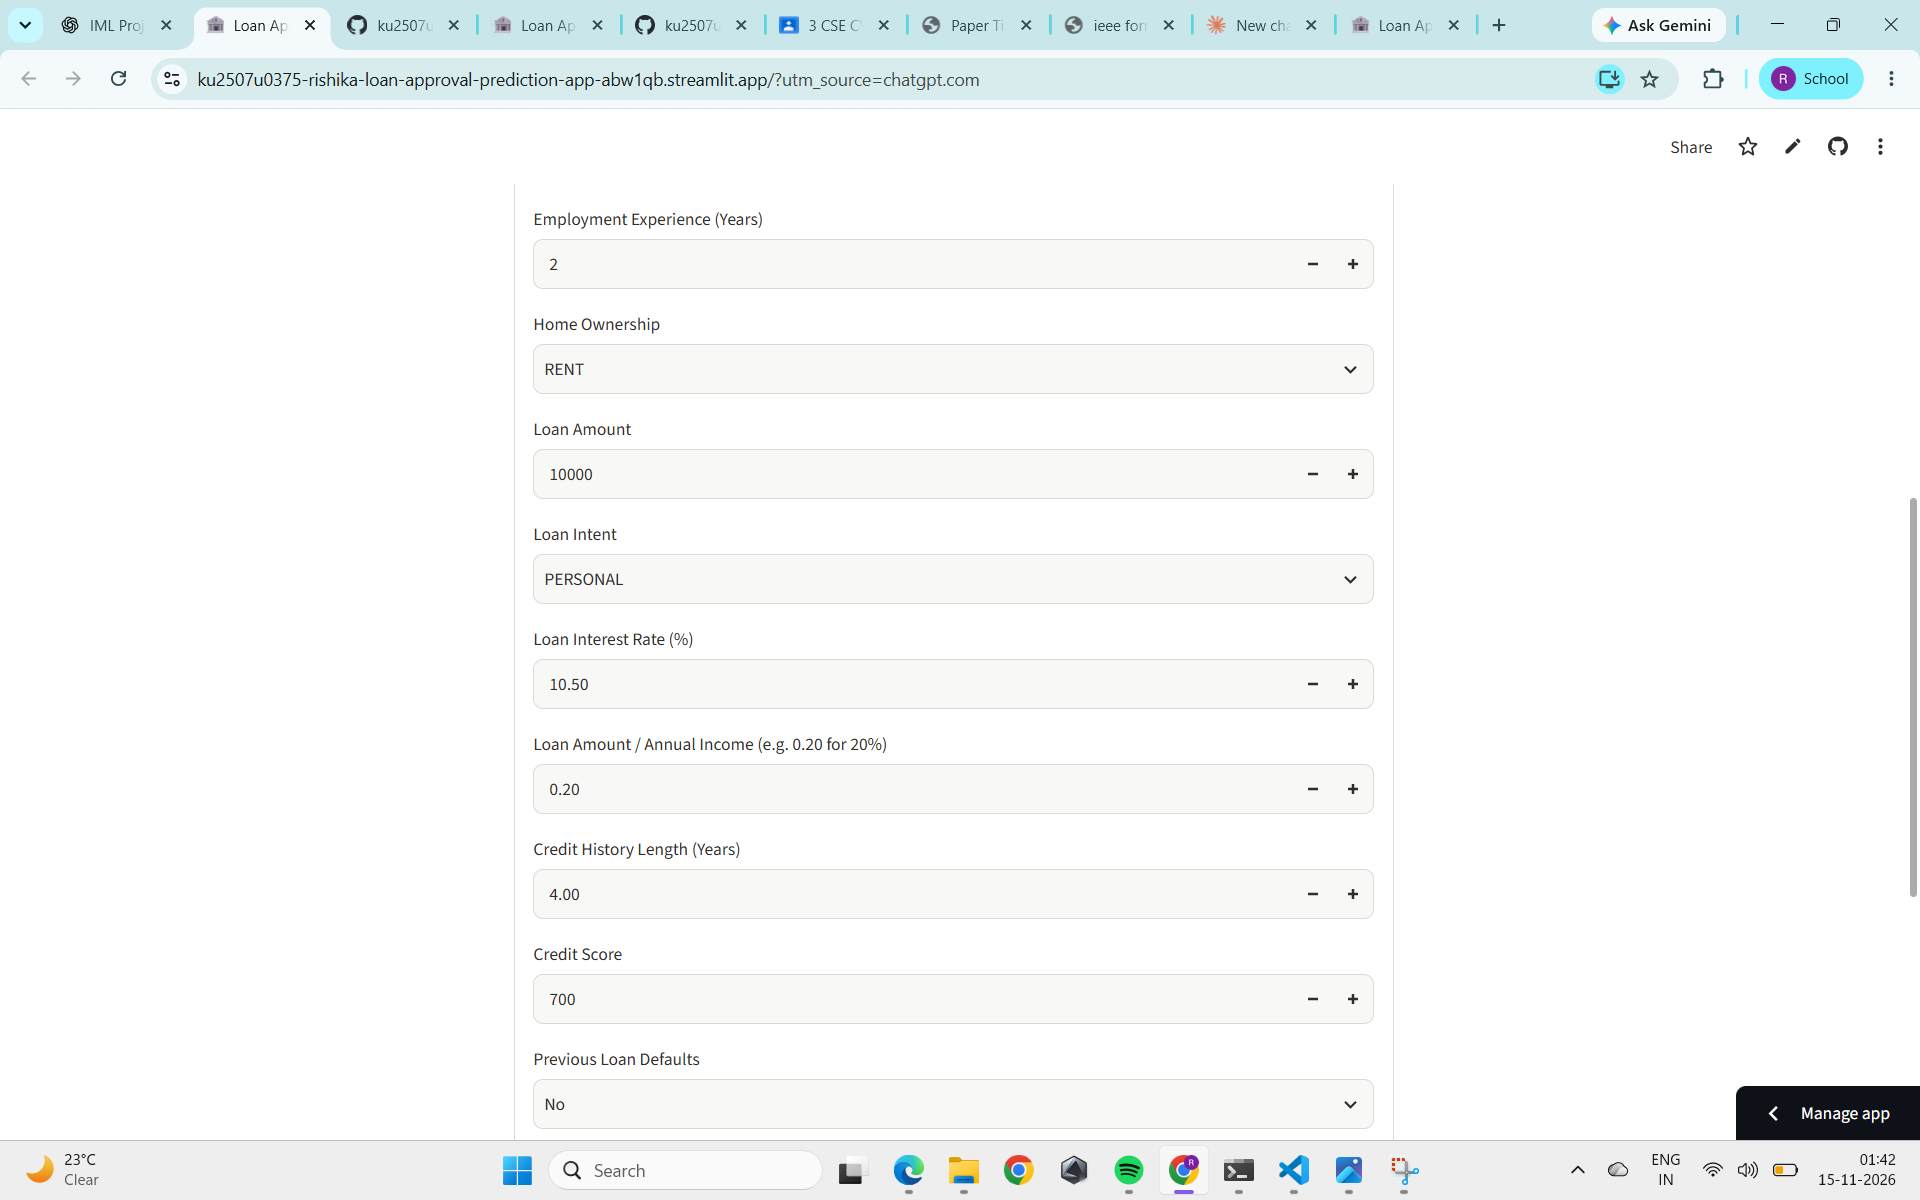 IML Proj
Loan Ap
ku2507u
Loan Ap
ku2507u
3 CSE C
Paper Ti
ieee for
New cha
Loan Ap
Ask Gemini
ku2507u0375-rishika-loan-approval-prediction-app-abw1qb.streamlit.app/?utm_source=chatgpt.com
R School
Share
Employment Experience (Years)
2
Home Ownership
RENT
Loan Amount
10000
Loan Intent
PERSONAL
Loan Interest Rate (%)
10.50
Loan Amount / Annual Income (e.g. 0.20 for 20%)
0.20
Credit History Length (Years)
4.00
Credit Score
700
Previous Loan Defaults
No
Manage app
23°C
Clear
Search
R
ENG
IN
01:42
15-11-2026